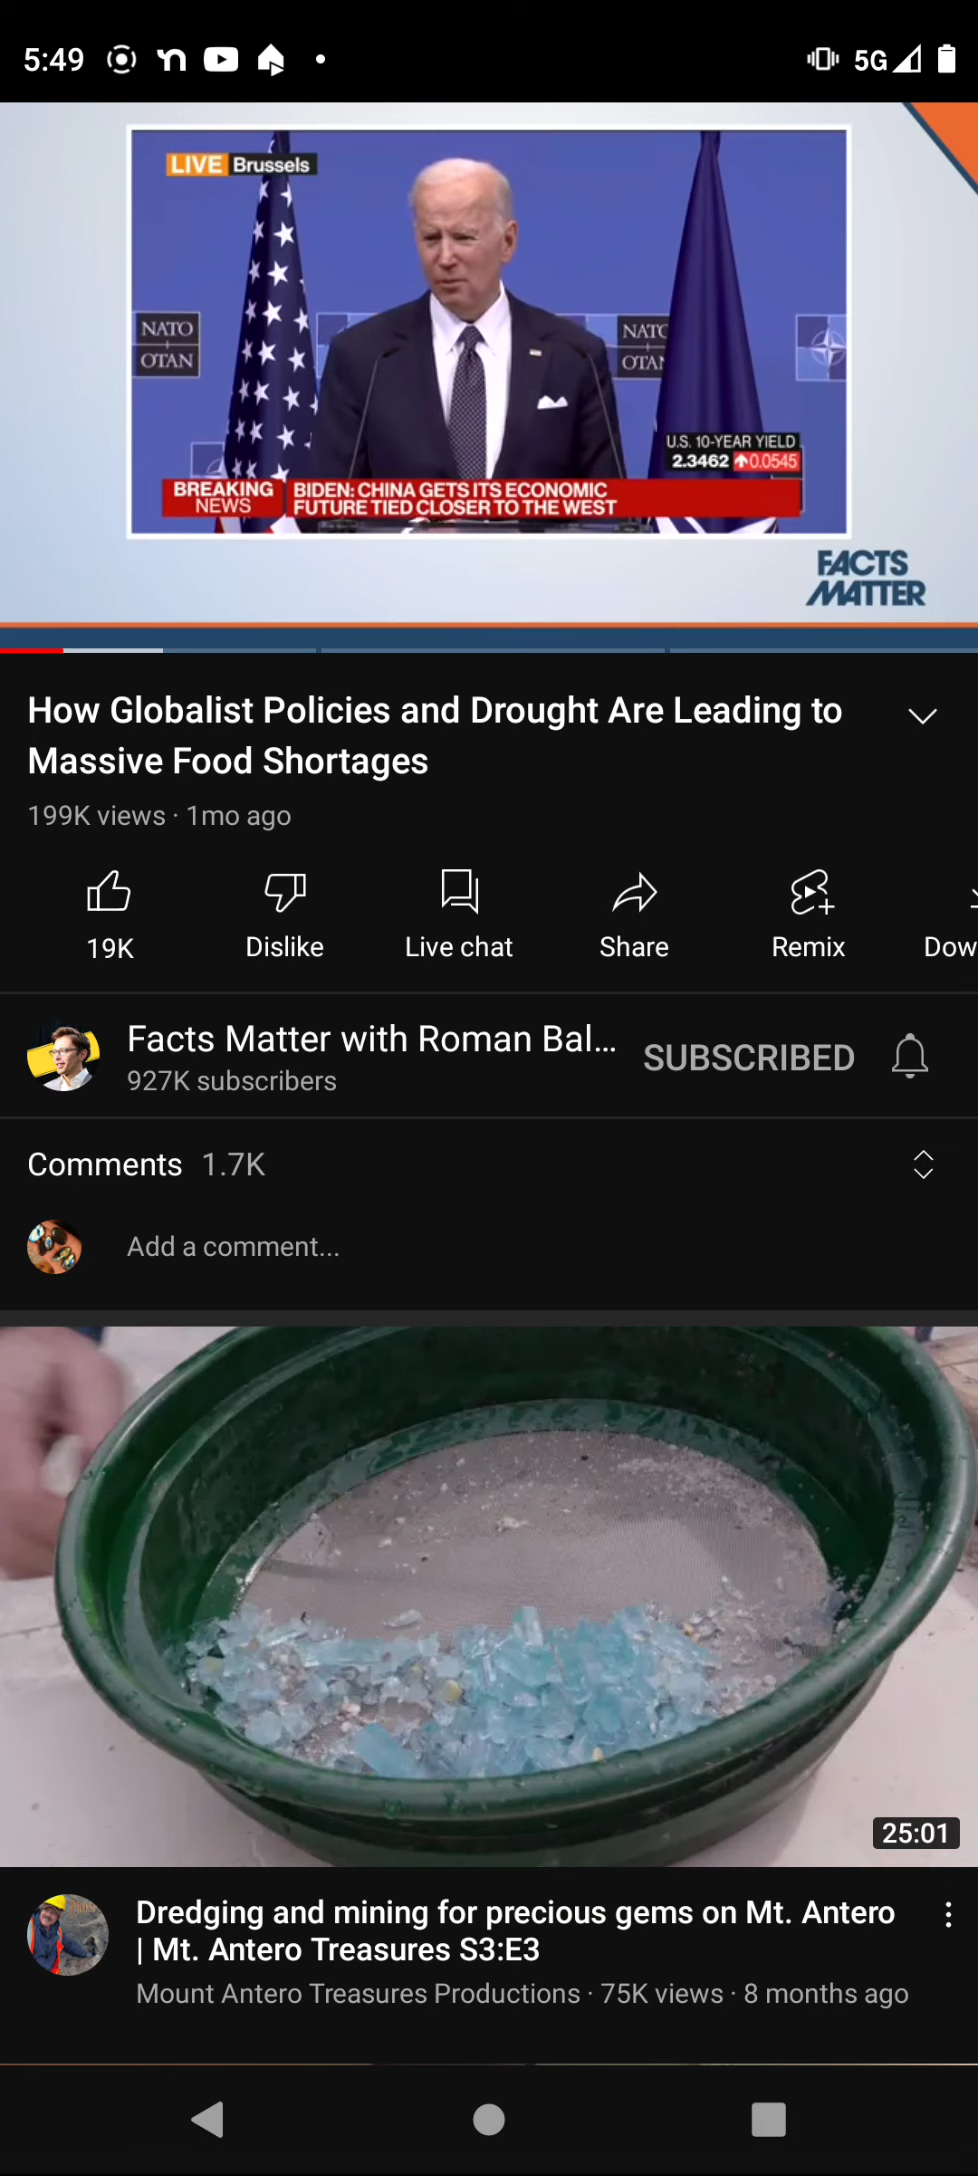 5:49
5G
LIVE Brussels
NATO
OTAN
NATO
OTAN
U.S. 10-YEAR YIELD
2.3462 0.0545
BREAKING NEWS
BIDEN: CHINA GETS ITS ECONOMIC
FUTURE TIED CLOSER TO THE WEST
FACTS
MATTER
How Globalist Policies and Drought Are Leading to
Massive Food Shortages
199K views · 1mo ago
19K
Dislike
Live chat
Share
Remix
Dow
Facts Matter with Roman Bal...
927K subscribers
SUBSCRIBED
Comments 1.7K
Add a comment...
25:01
Dredging and mining for precious gems on Mt. Antero
| Mt. Antero Treasures S3:E3
Mount Antero Treasures Productions · 75K views · 8 months ago